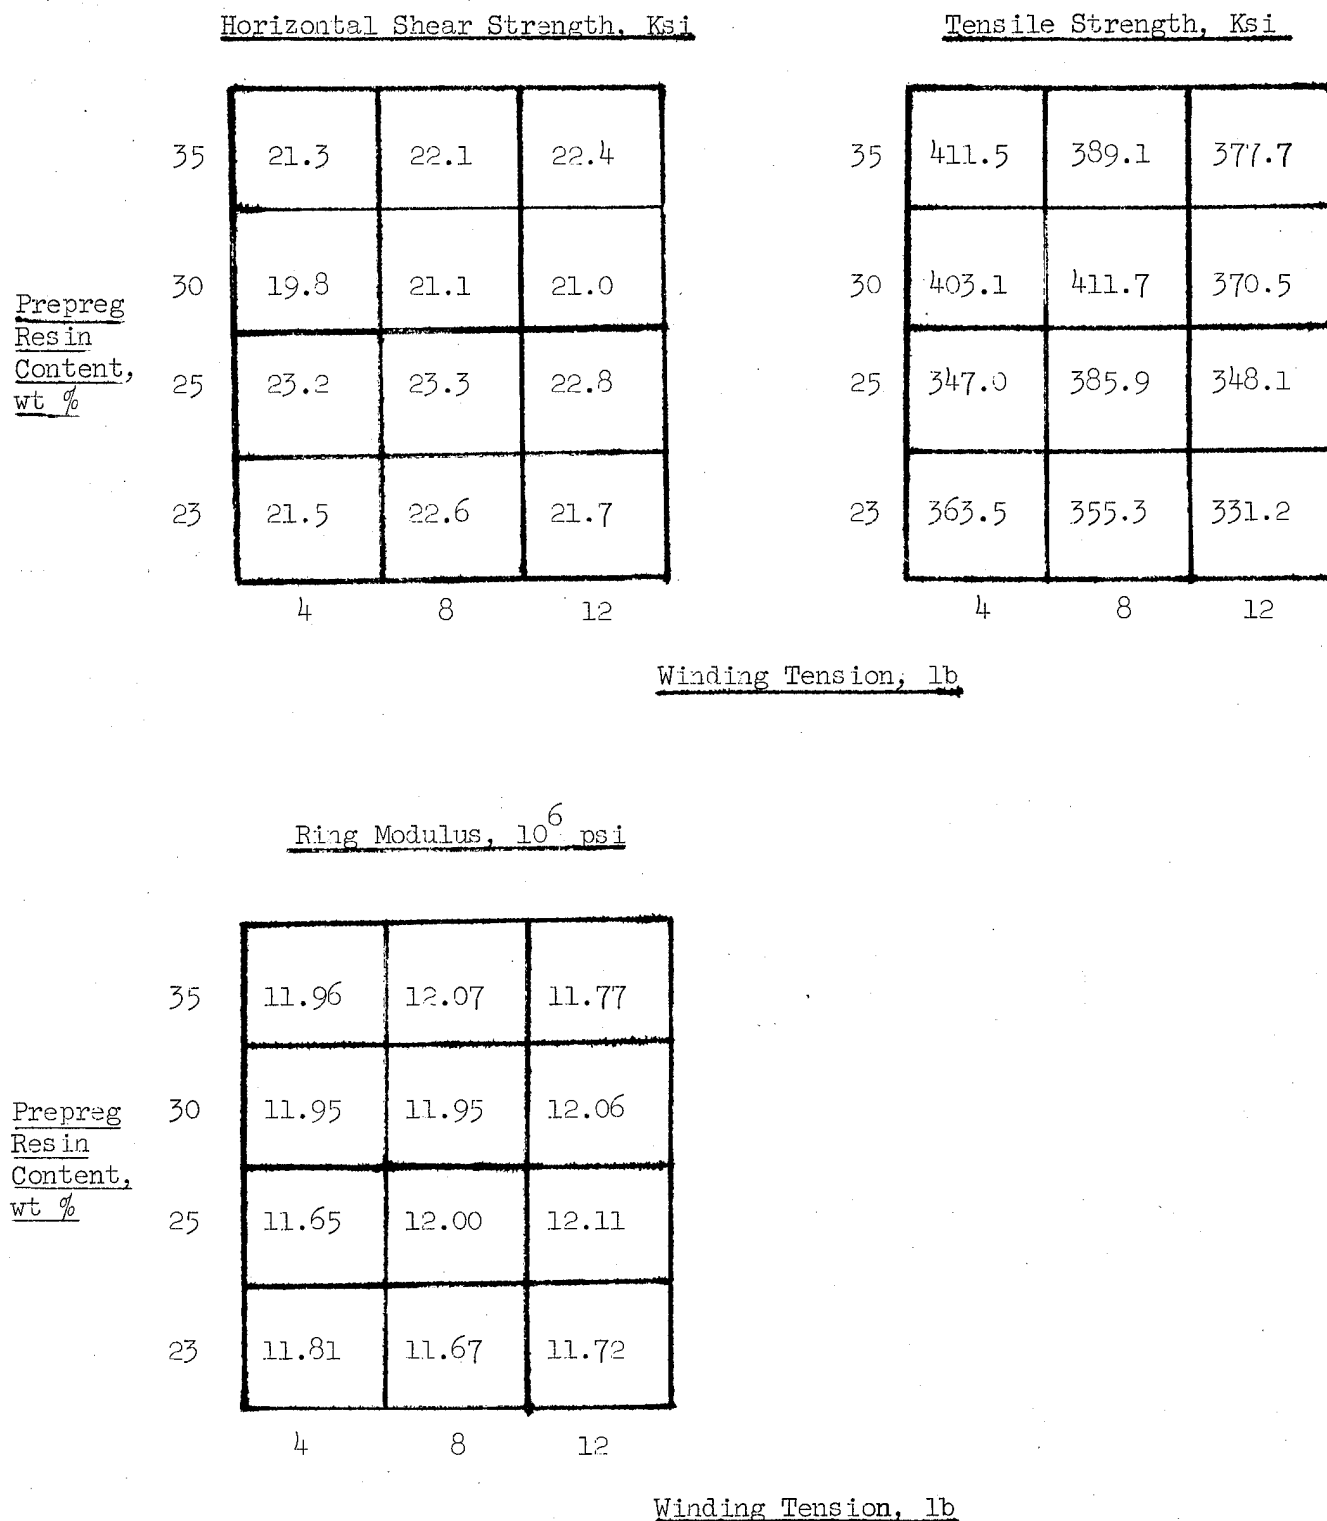 Horizontal Shear Strength, Ksi
Tensile Strength, Ksi
35 21.3 22.1 22.4
35 411.5 389.1 377.7
Prepreg
Resin
Content,
wt %
30 19.8 21.1 21.0
30 403.1 411.7 370.5
25 23.2 23.3 22.8
25 347.0 385.9 348.1
23 21.5 22.6 21.7
23 363.5 355.3 331.2
4 8 12
4 8 12
Winding Tension, lb
Ring Modulus, 10^6 psi
35 11.96 12.07 11.77
Prepreg
Resin
Content,
wt %
30 11.95 11.95 12.06
25 11.65 12.00 12.11
23 11.81 11.67 11.72
4 8 12
Winding Tension, lb